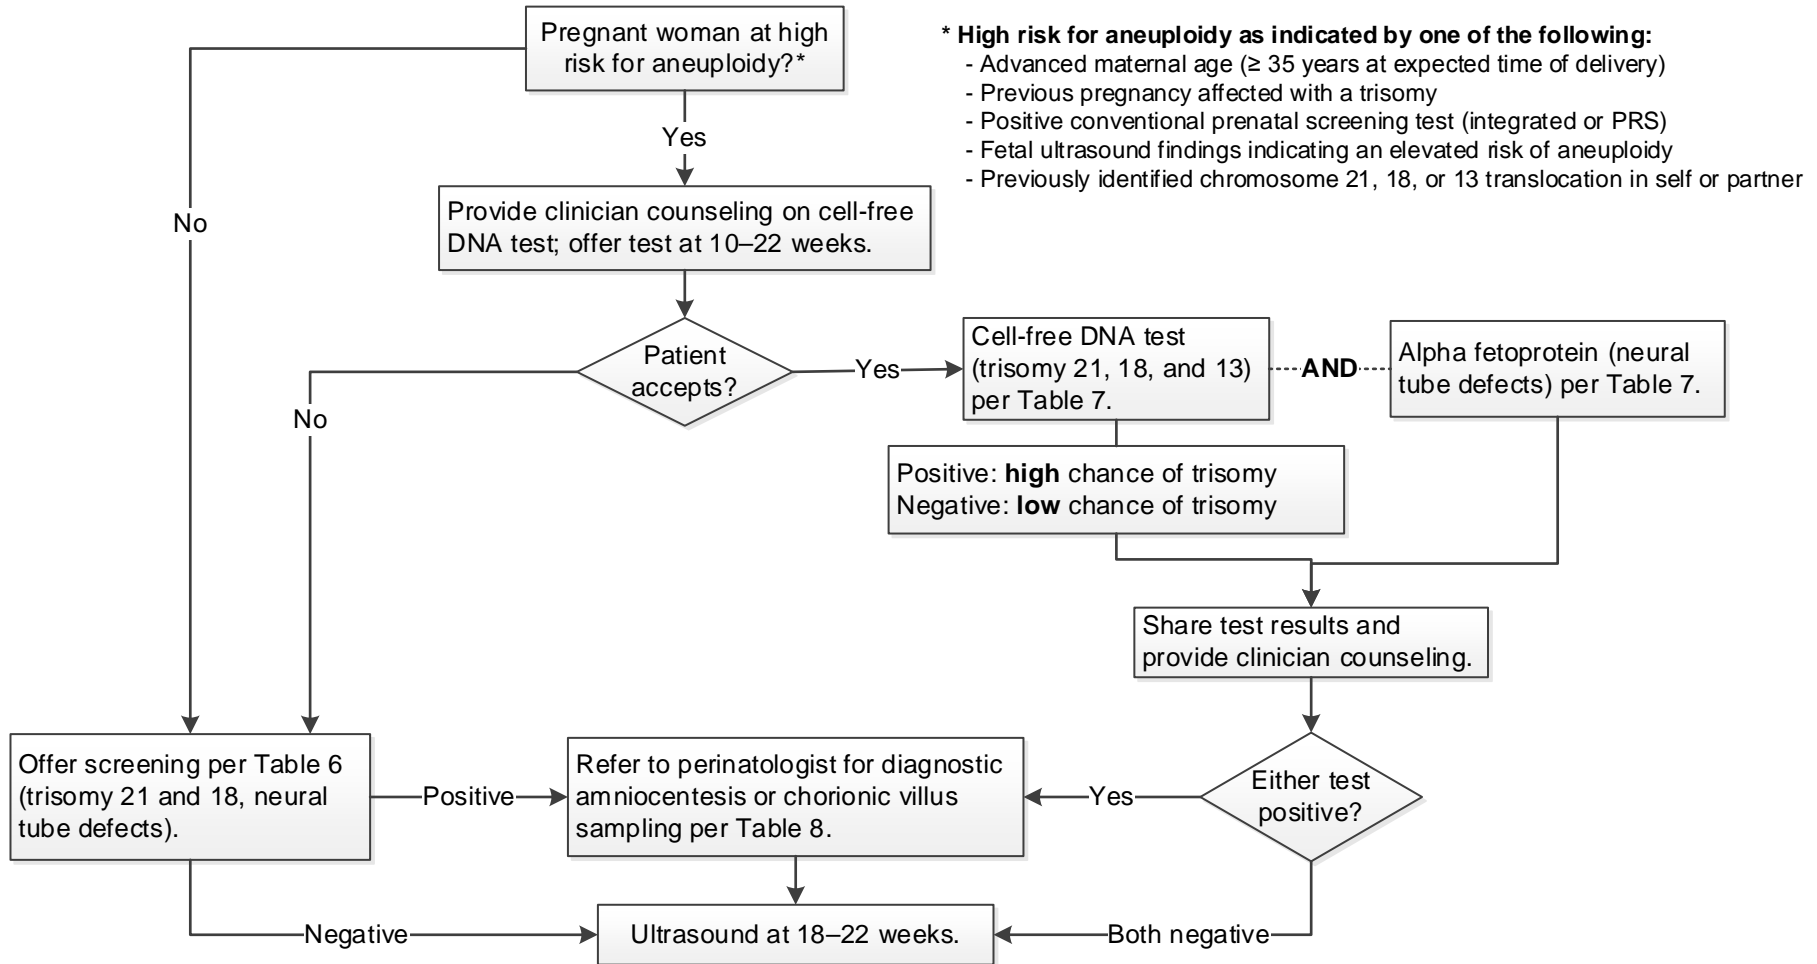 Pregnant woman at high
risk for aneuploidy?*
* High risk for aneuploidy as indicated by one of the following:
- Advanced maternal age (≥ 35 years at expected time of delivery)
- Previous pregnancy affected with a trisomy
- Positive conventional prenatal screening test (integrated or PRS)
- Fetal ultrasound findings indicating an elevated risk of aneuploidy
- Previously identified chromosome 21, 18, or 13 translocation in self or partner
Yes
No
Provide clinician counseling on cell-free
DNA test; offer test at 10–22 weeks.
Patient
accepts?
Yes
No
Cell-free DNA test
(trisomy 21, 18, and 13)
per Table 7.
AND
Alpha fetoprotein (neural
tube defects) per Table 7.
Positive: high chance of trisomy
Negative: low chance of trisomy
Share test results and
provide clinician counseling.
Either test
positive?
Yes
Offer screening per Table 6
(trisomy 21 and 18, neural
tube defects).
Positive
Refer to perinatologist for diagnostic
amniocentesis or chorionic villus
sampling per Table 8.
Negative
Ultrasound at 18–22 weeks.
Both negative